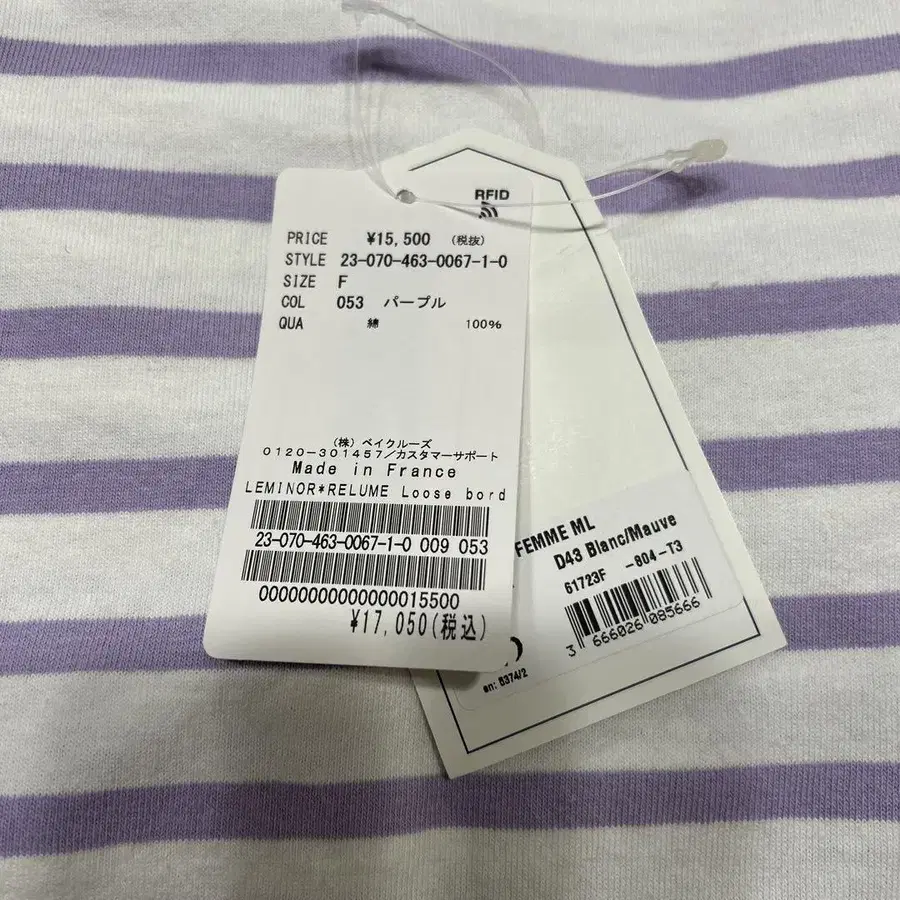 RFID
PRICE ¥15,500 (税抜)
STYLE 23-070-463-0067-1-0
SIZE F
COL 053 パープル
QUA 綿 100%
(株) ベイクルーズ
0120-301457/カスタマーサポート
Made in France
LEMINOR*RELUME Loose bord
23-070-463-0067-1-0 009 053
00000000000000015500
¥17,050(税込)
FEMME ML
D43 Blanc/Mauve
61723F -804-T3
3 666026 085666
en: 5374/2